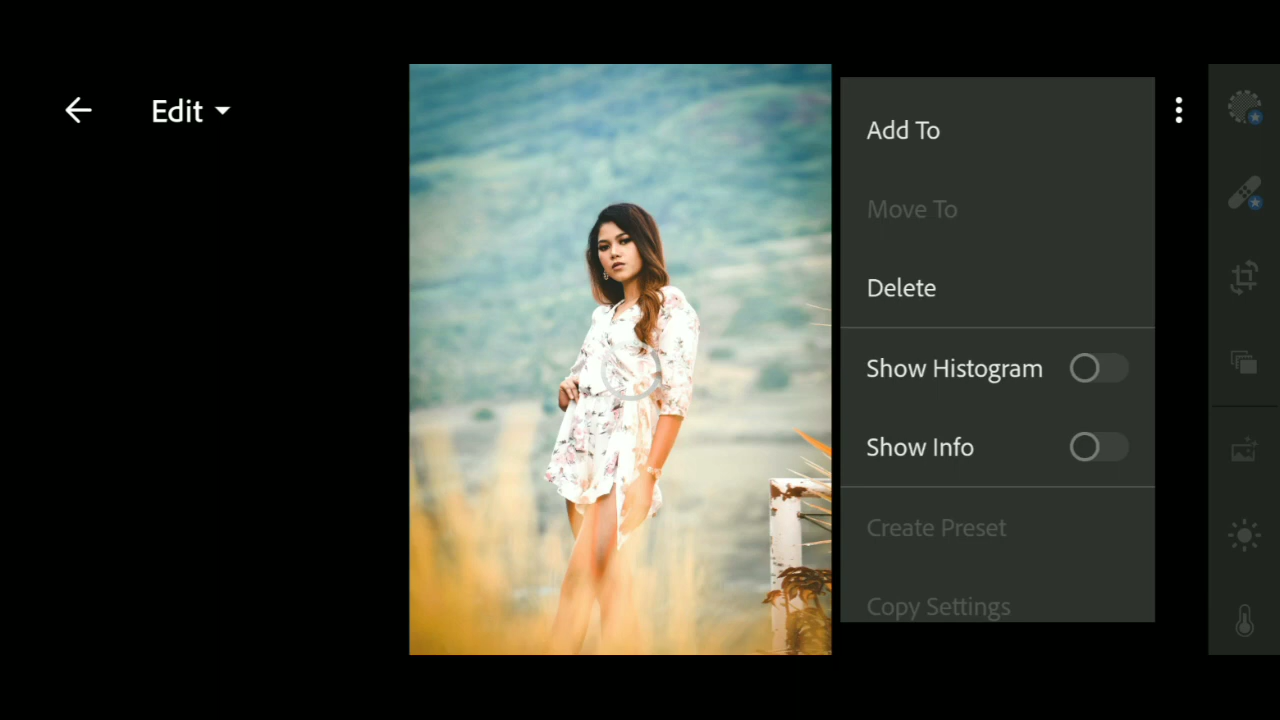 Edit
Add To
Move To
Delete
Show Histogram
Show Info
Create Preset
Copy Settings